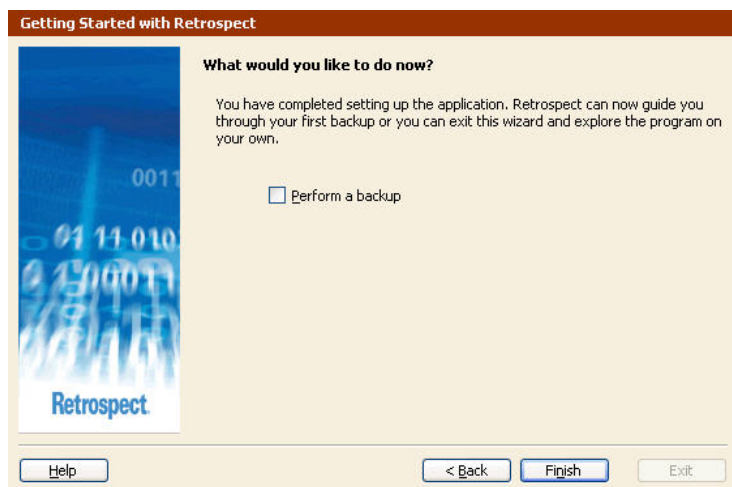 Getting Started with Retrospect
What would you like to do now?
You have completed setting up the application. Retrospect can now guide you
through your first backup or you can exit this wizard and explore the program on
your own.
Perform a backup
0011
01 11 010
Retrospect.
Help
< Back
Finish
Exit